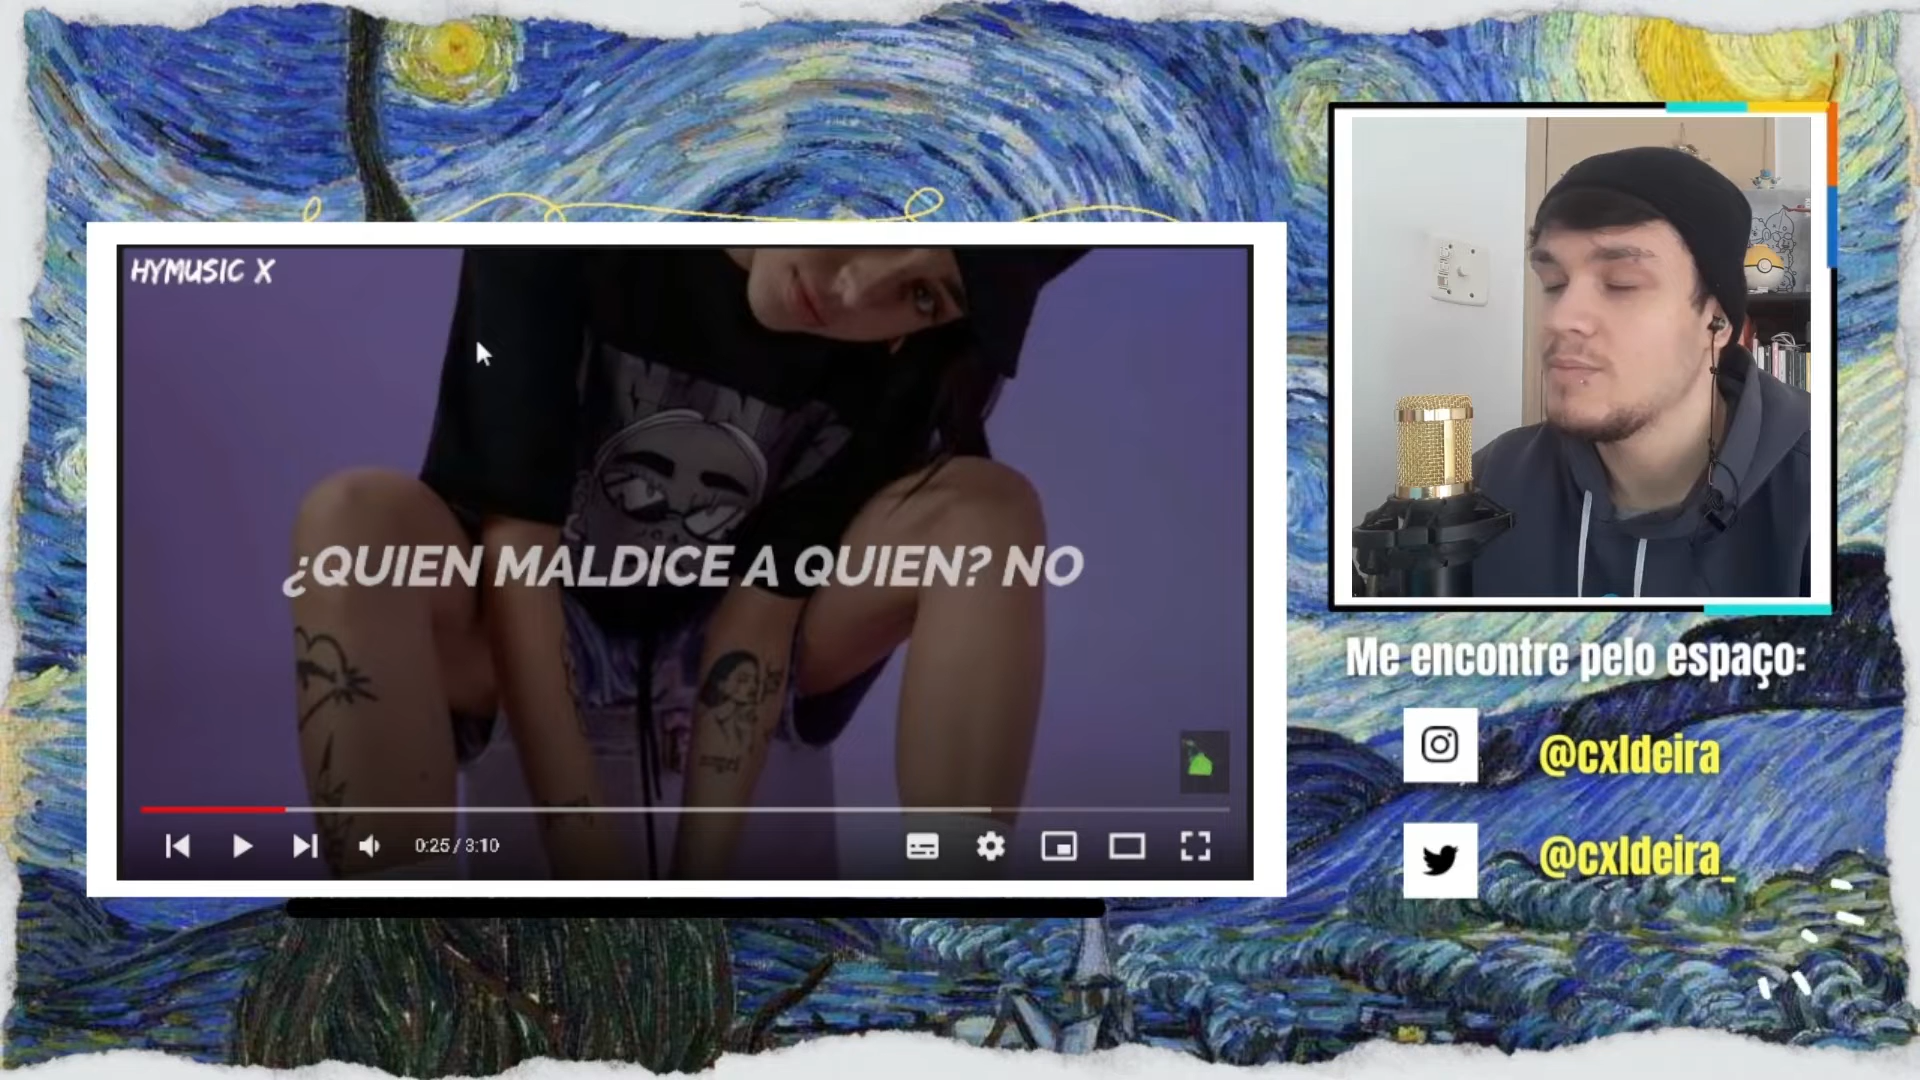 HYMUSIC X
¿QUIEN MALDICE A QUIEN? NO
0:25 / 3:10
Me encontre pelo espaço:
@cxldeira
@cxldeira_